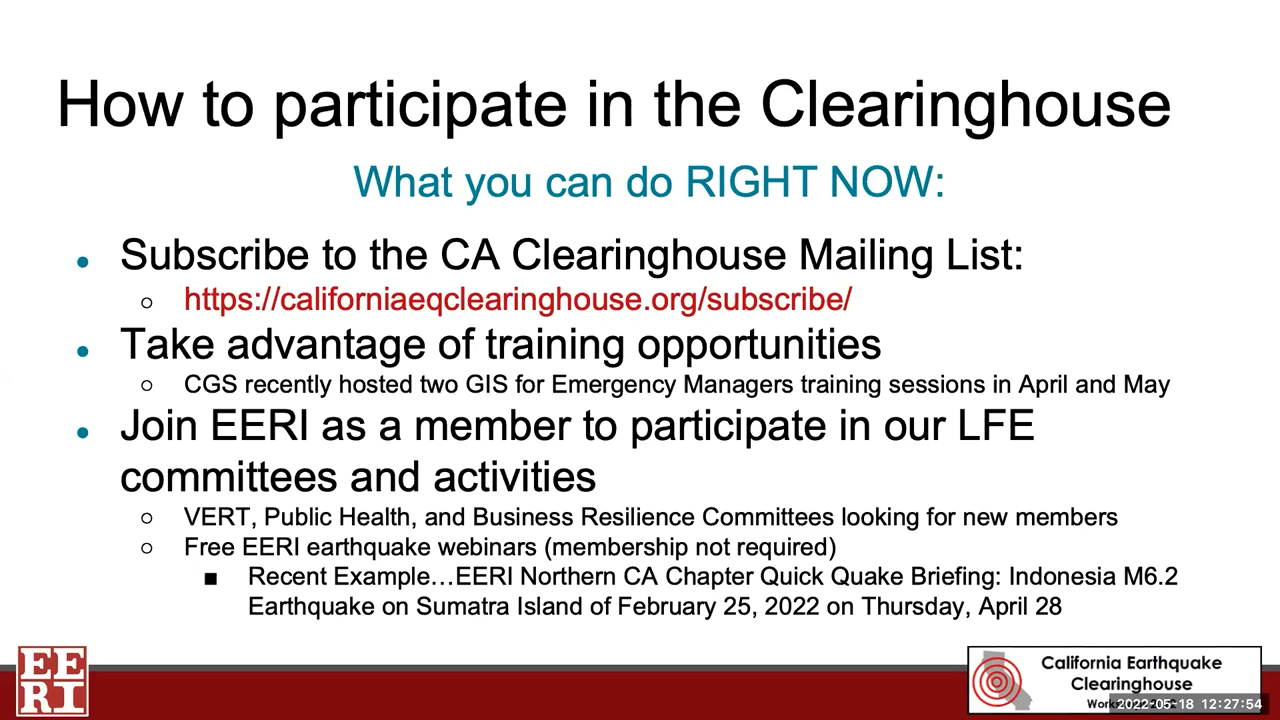 How to participate in the Clearinghouse
What you can do RIGHT NOW:
● Subscribe to the CA Clearinghouse Mailing List:
○ https://californiaeqclearinghouse.org/subscribe/
● Take advantage of training opportunities
○ CGS recently hosted two GIS for Emergency Managers training sessions in April and May
● Join EERI as a member to participate in our LFE
committees and activities
○ VERT, Public Health, and Business Resilience Committees looking for new members
○ Free EERI earthquake webinars (membership not required)
■ Recent Example…EERI Northern CA Chapter Quick Quake Briefing: Indonesia M6.2
Earthquake on Sumatra Island of February 25, 2022 on Thursday, April 28
EE
RI
California Earthquake
Clearinghouse
2022-05-18 12:27:54